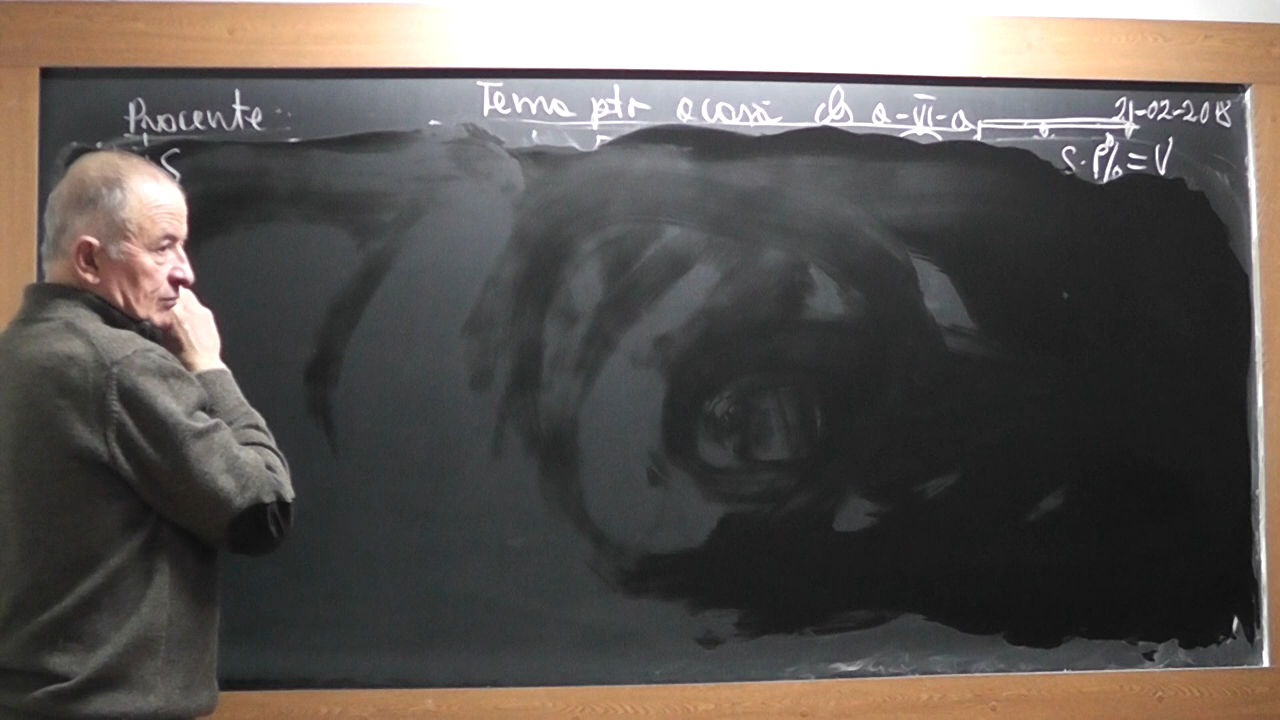 Procente Tema ptr acasă cls a-VI-a 21-02-2018
S S·P%=V